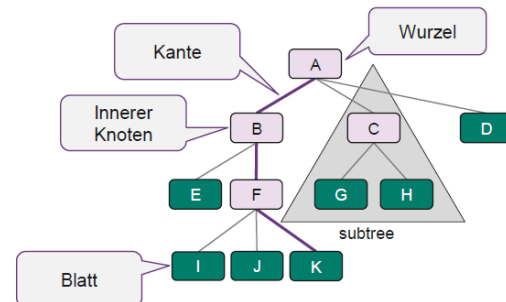 Wurzel
Kante
A
Innerer
Knoten
B
C
D
E
F
G
H
subtree
I
J
K
Blatt